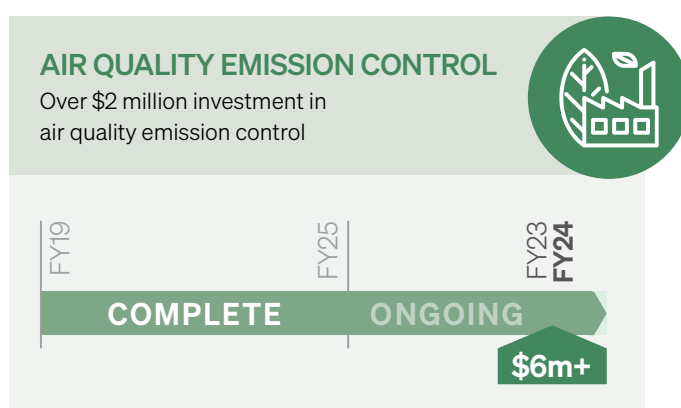 AIR QUALITY EMISSION CONTROL
Over $2 million investment in
air quality emission control
FY19
FY25
FY23
FY24
COMPLETE
ONGOING
$6m+